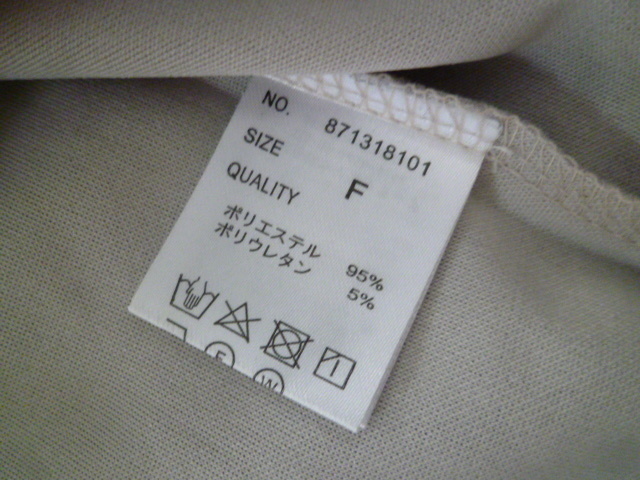 NO. 871318101
SIZE F
QUALITY
ポリエステル 95%
ポリウレタン 5%
F W